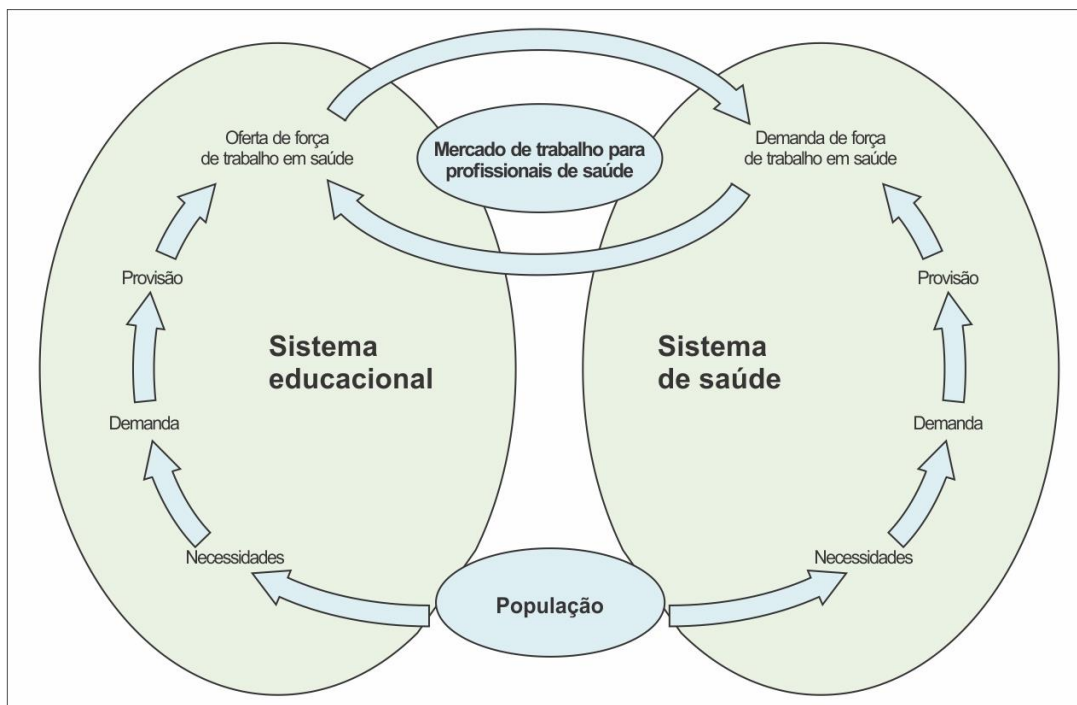 Oferta de força
de trabalho em saúde
Mercado de trabalho para
profissionais de saúde
Demanda de força
de trabalho em saúde
Provisão
Provisão
Sistema
educacional
Sistema
de saúde
Demanda
Demanda
Necessidades
Necessidades
População